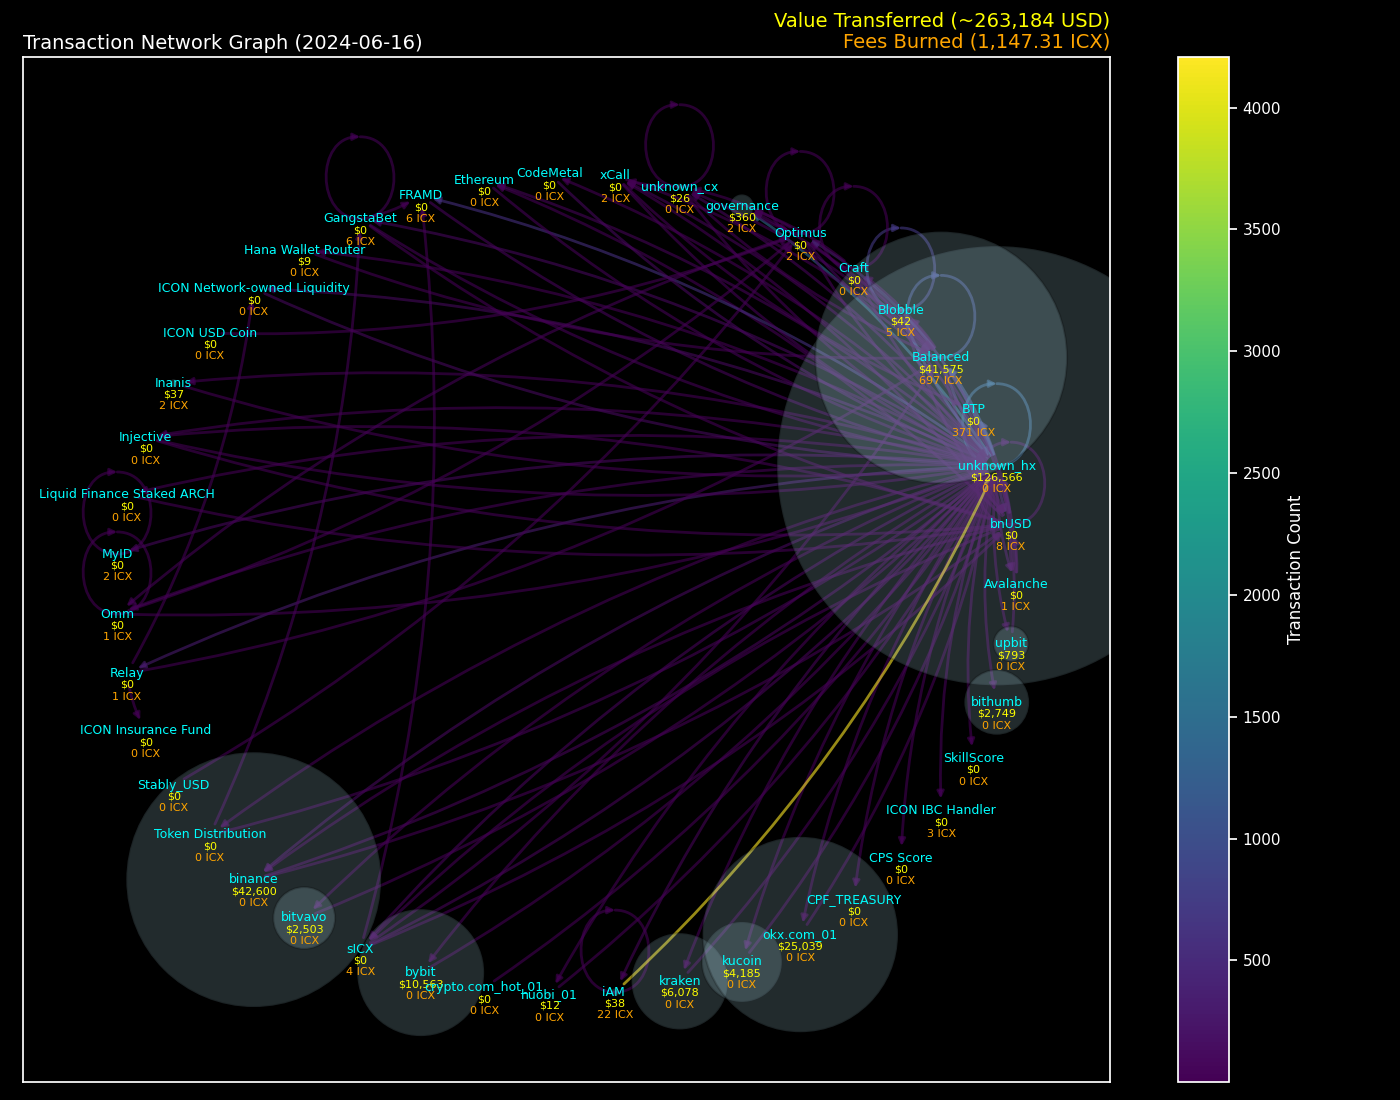 Value Transferred (~263,184 USD)
Transaction Network Graph (2024-06-16)
Fees Burned (1,147.31 ICX)
Ethereum
$0
0 ICX
CodeMetal
$0
0 ICX
xCall
$0
2 ICX
unknown_cx
$26
0 ICX
FRAMD
$0
6 ICX
governance
$360
2 ICX
GangstaBet
$0
6 ICX
Optimus
$0
2 ICX
Hana Wallet Router
$9
0 ICX
Craft
$0
0 ICX
ICON Network-owned Liquidity
$0
0 ICX
Blobble
$42
5 ICX
ICON USD Coin
$0
0 ICX
Balanced
$41,575
697 ICX
Inanis
$37
2 ICX
BTP
$0
371 ICX
Injective
$0
0 ICX
unknown_hx
$126,566
0 ICX
Liquid Finance Staked ARCH
$0
0 ICX
bnUSD
$0
8 ICX
MyID
$0
2 ICX
Avalanche
$0
1 ICX
Omm
$0
1 ICX
upbit
$793
0 ICX
Relay
$0
1 ICX
bithumb
$2,749
0 ICX
ICON Insurance Fund
$0
0 ICX
SkillScore
$0
0 ICX
Stably_USD
$0
0 ICX
ICON IBC Handler
$0
3 ICX
Token Distribution
$0
0 ICX
CPS Score
$0
0 ICX
binance
$42,600
0 ICX
CPF_TREASURY
$0
0 ICX
bitvavo
$2,503
0 ICX
okx.com_01
$25,039
0 ICX
sICX
$0
4 ICX
kucoin
$4,185
0 ICX
bybit
$10,563
0 ICX
kraken
$6,078
0 ICX
crypto.com_hot_01
$0
0 ICX
huobi_01
$12
0 ICX
iAM
$38
22 ICX
4000
3500
3000
2500
2000
1500
1000
500
Transaction Count